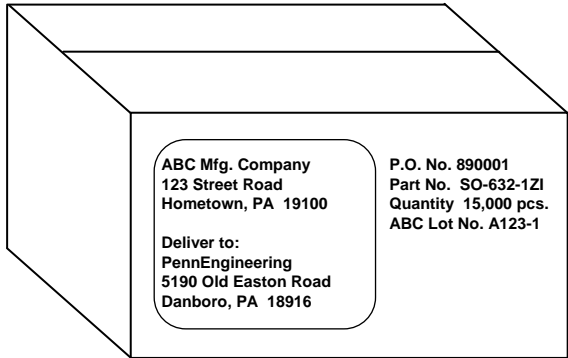 ABC Mfg. Company
123 Street Road
Hometown, PA  19100
Deliver to:
PennEngineering
5190 Old Easton Road
Danboro, PA  18916
P.O. No. 890001
Part No.  SO-632-1ZI
Quantity  15,000 pcs.
ABC Lot No. A123-1